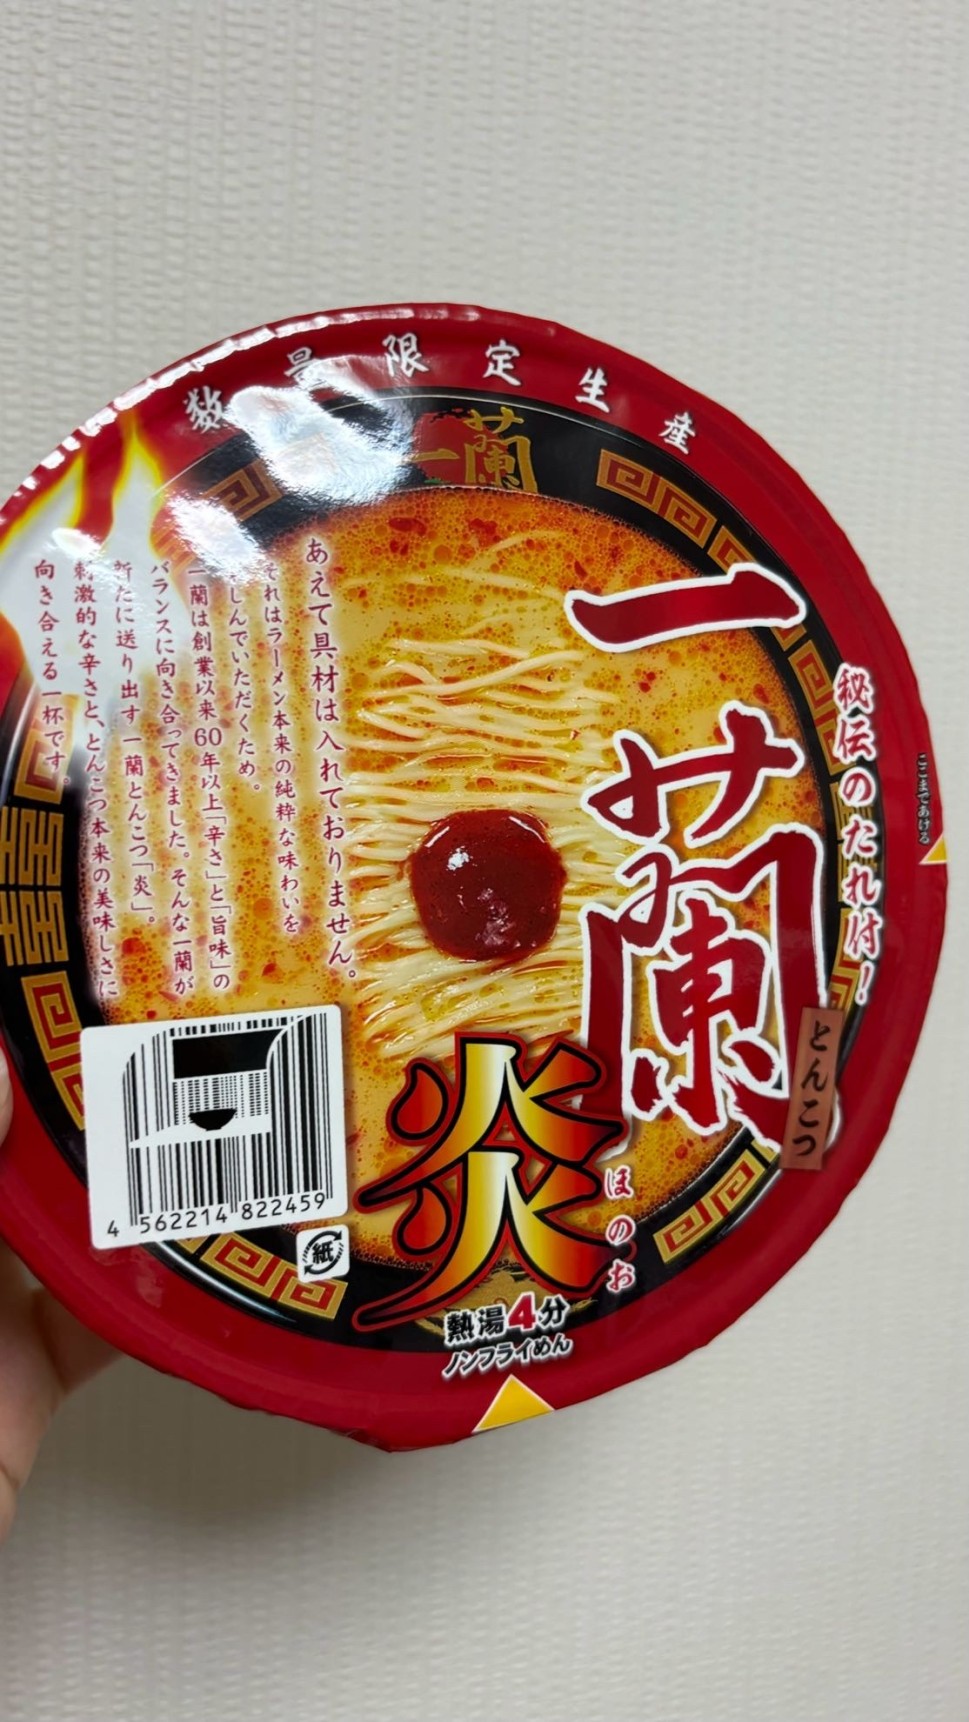 数量限定生産
一蘭
一蘭
秘伝のたれ付！
ここまであける
とんこつ
炎
ほのお
あえて具材は入れておりません。
それはラーメン本来の純粋な味わいを
しんでいただくため。
一蘭は創業以来60年以上「辛さ」と「旨味」の
バランスに向き合ってきました。そんな一蘭が
新たに送り出す一蘭とんこつ「炎」。
刺激的な辛さと、とんこつ本来の美味しさに
向き合える一杯です。
4 562214 822459
紙
熱湯4分
ノンフライめん